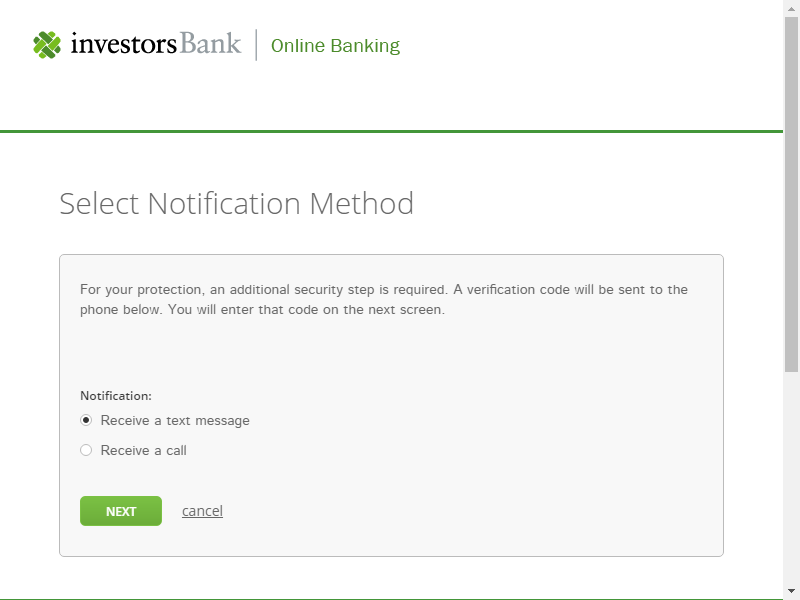 investorsBank Online Banking
Select Notification Method
For your protection, an additional security step is required. A verification code will be sent to the
phone below. You will enter that code on the next screen.
Notification:
Receive a text message
Receive a call
NEXT cancel